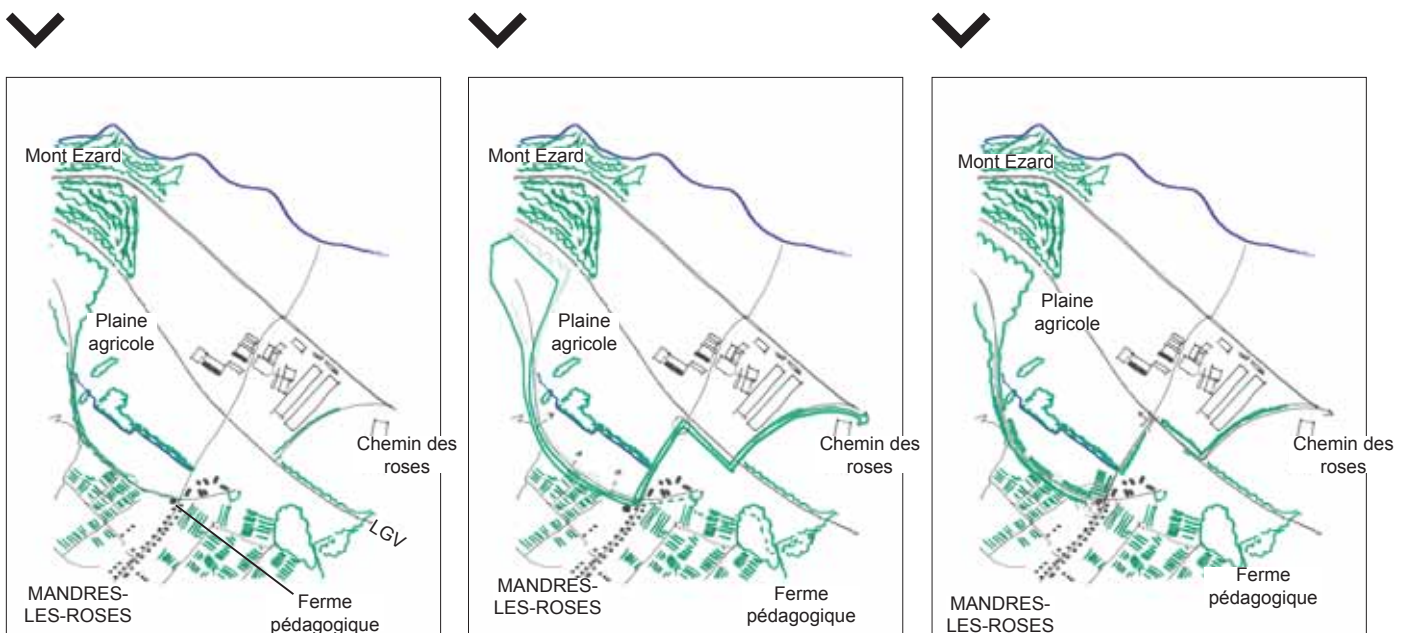 Mont Ezard
Plaine
agricole
Chemin des
roses
LGV
MANDRES-
LES-ROSES
Ferme
pédagogique
Mont Ezard
Plaine
agricole
Chemin des
roses
MANDRES-
LES-ROSES
Ferme
pédagogique
Mont Ezard
Plaine
agricole
Chemin des
roses
Ferme
pédagogique
MANDRES-
LES-ROSES